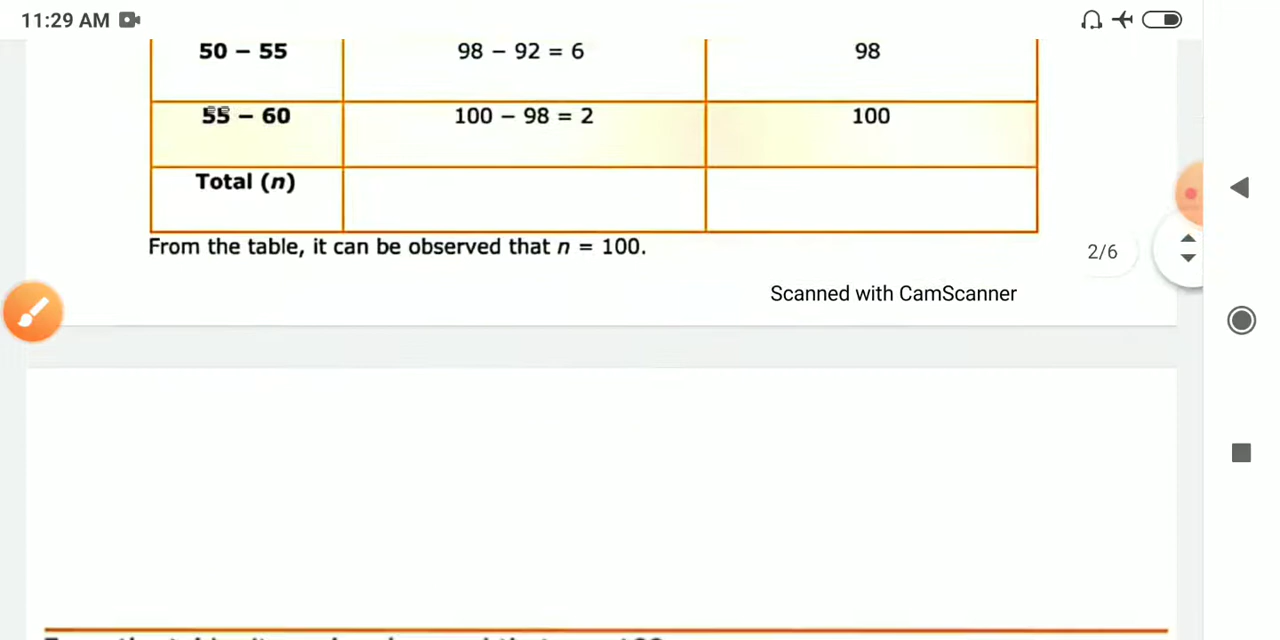 11:29 AM
50 – 55 98 – 92 = 6 98
55 – 60 100 – 98 = 2 100
Total (n)
From the table, it can be observed that n = 100.
2/6
Scanned with CamScanner